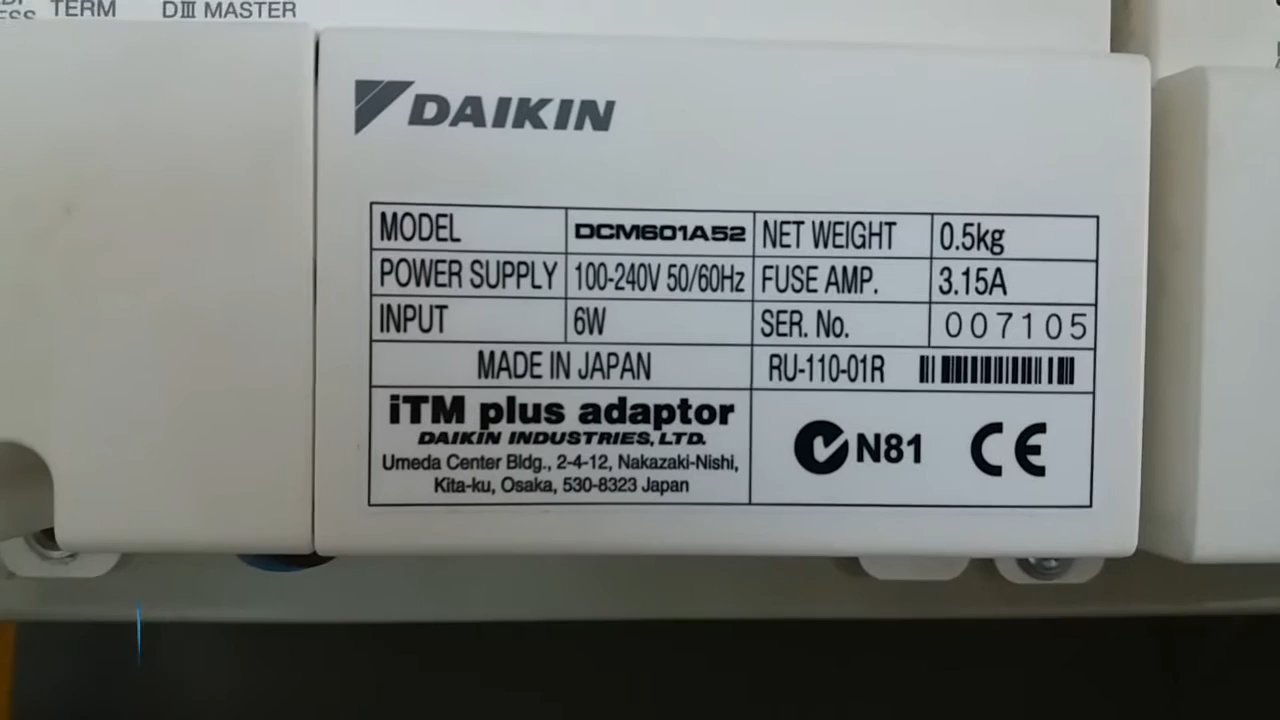 TERM DⅢ MASTER
DAIKIN
MODEL DCM601A52 NET WEIGHT 0.5kg
POWER SUPPLY 100-240V 50/60Hz FUSE AMP. 3.15A
INPUT 6W SER. No. 007105
MADE IN JAPAN RU-110-01R
iTM plus adaptor
DAIKIN INDUSTRIES, LTD.
Umeda Center Bldg., 2-4-12, Nakazaki-Nishi,
Kita-ku, Osaka, 530-8323 Japan
N81 CE